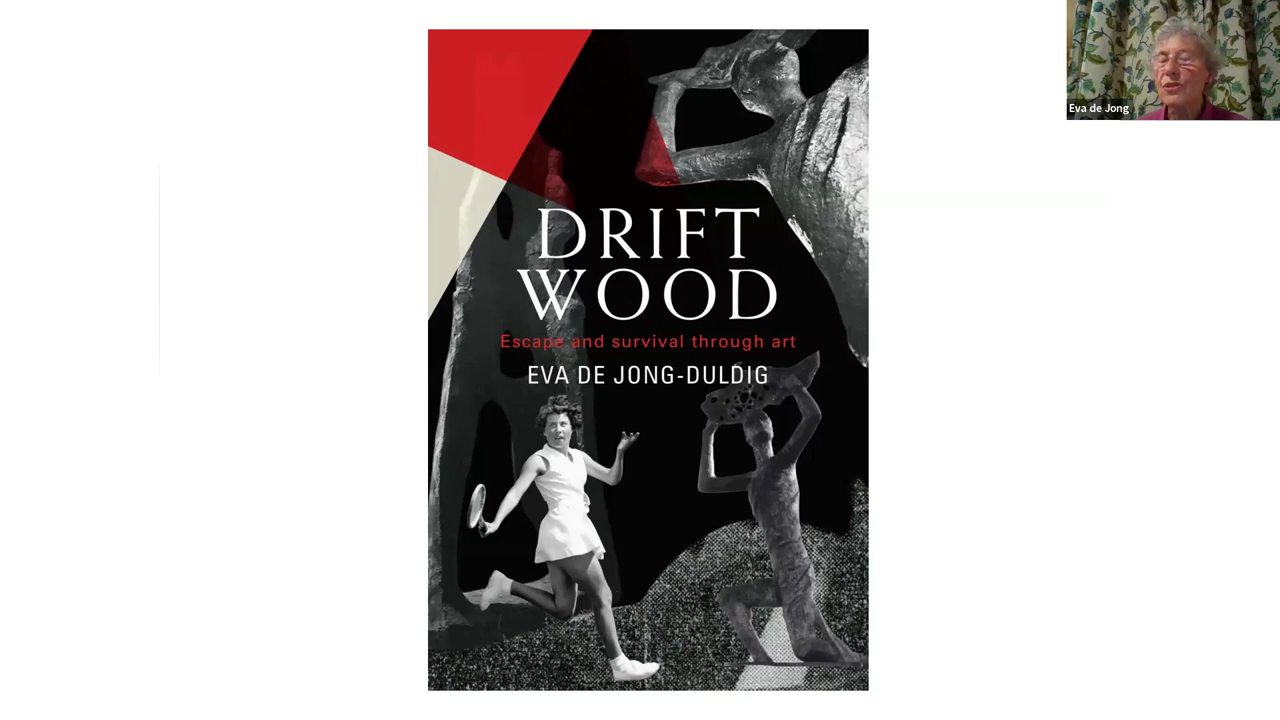 Eva de Jong
DRIFT
WOOD
Escape and survival through art
EVA DE JONG-DULDIG